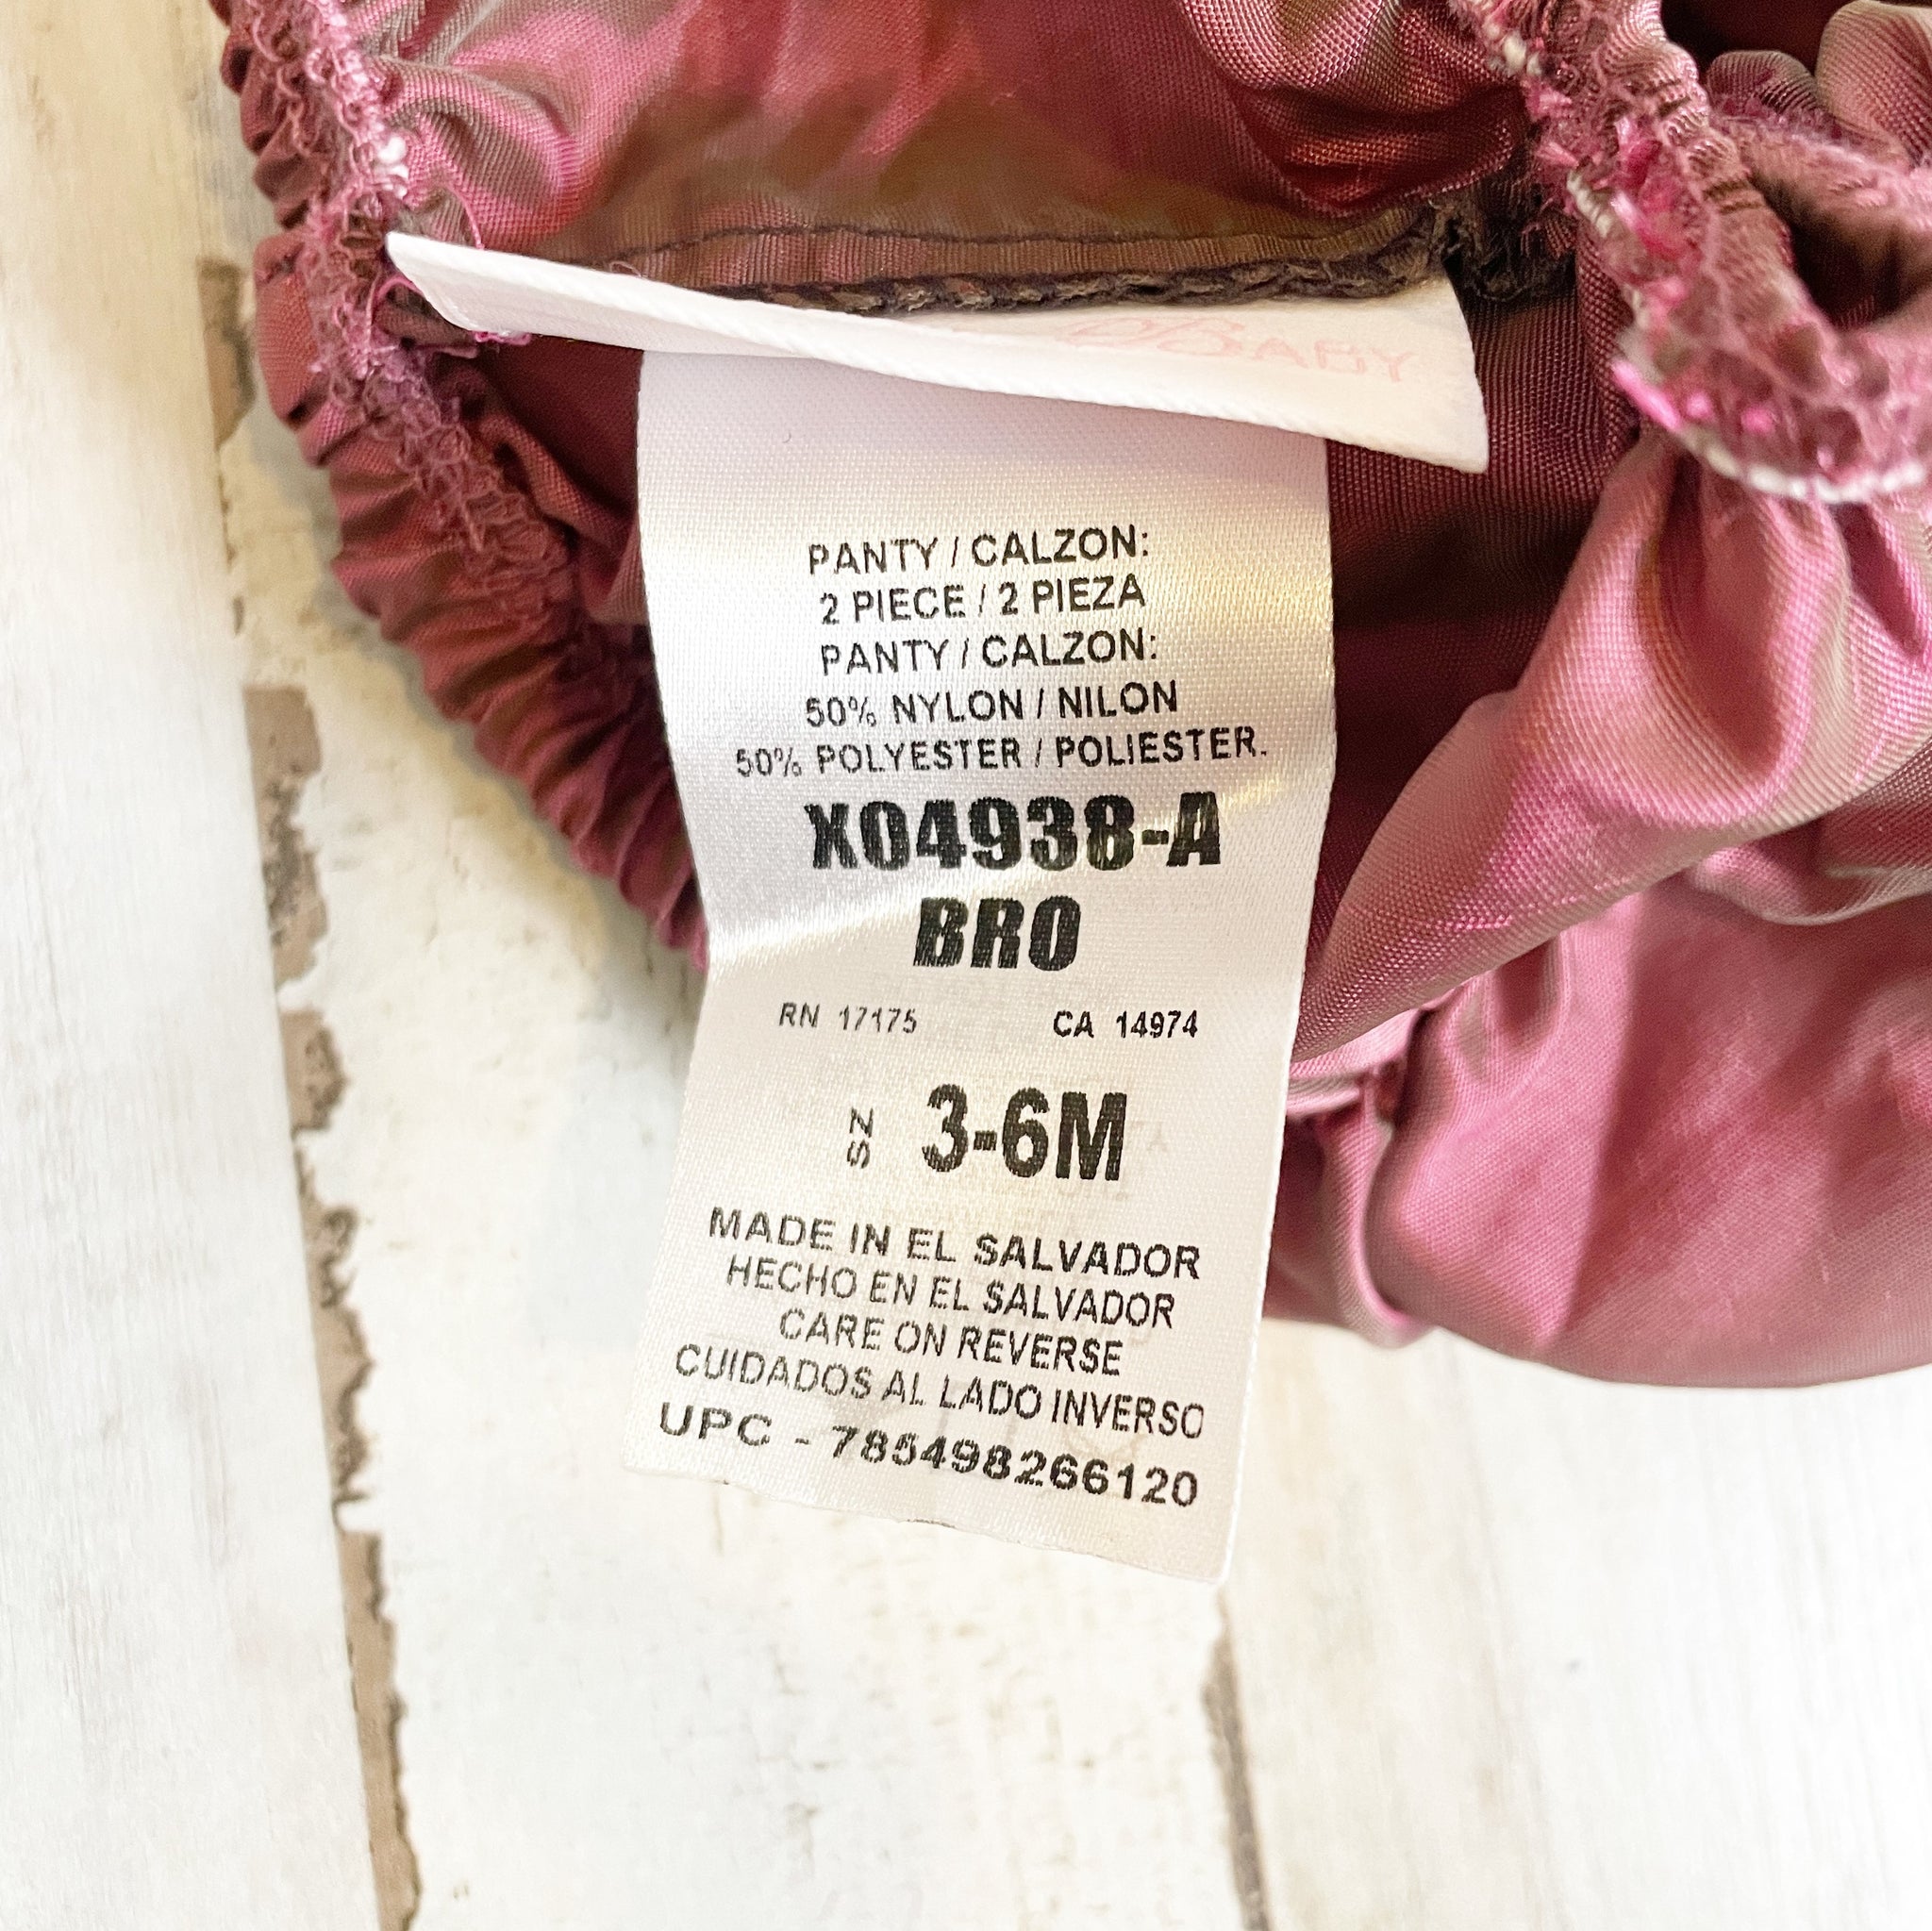 BABY
PANTY / CALZON:
2 PIECE / 2 PIEZA
PANTY / CALZON:
50% NYLON / NILON
50% POLYESTER / POLIESTER.
X04938-A
BRO
RN 17175 CA 14974
SZ 3-6M
MADE IN EL SALVADOR
HECHO EN EL SALVADOR
CARE ON REVERSE
CUIDADOS AL LADO INVERSO
UPC - 785498266120